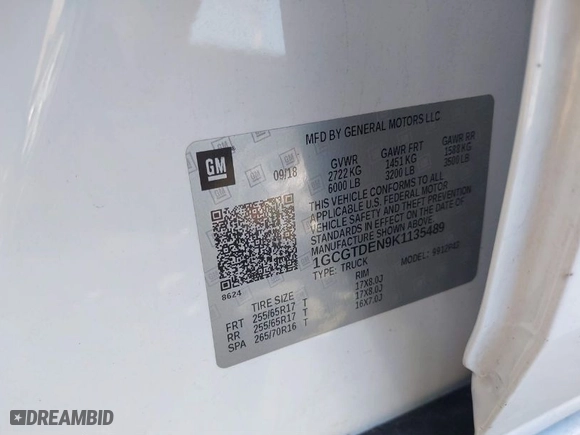 MFD BY GENERAL MOTORS LLC
GM
09/18
GVWR GAWR FRT GAWR RR
2722 KG 1451 KG 1588 KG
6000 LB 3200 LB 3500 LB
THIS VEHICLE CONFORMS TO ALL
APPLICABLE U.S. FEDERAL MOTOR
VEHICLE SAFETY AND THEFT PREVENTION
STANDARDS IN EFFECT ON THE DATE OF
MANUFACTURE SHOWN ABOVE.
1GCGTDEN9K1135489
TYPE: TRUCK MODEL:
8624
TIRE SIZE RIM
FRT 255/65R17 T 17X8.0J
RR 255/65R17 T 17X8.0J
SPA 265/70R16 T 16X7.0J
DREAMBID